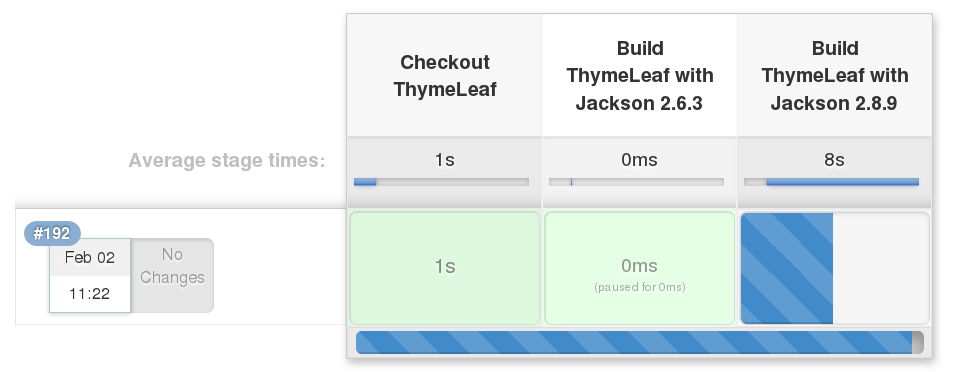 Checkout
ThymeLeaf
Build
ThymeLeaf with
Jackson 2.6.3
Build
ThymeLeaf with
Jackson 2.8.9
Average stage times:
1s
0ms
8s
#192
Feb 02
11:22
No
Changes
1s
0ms
(paused for 0ms)